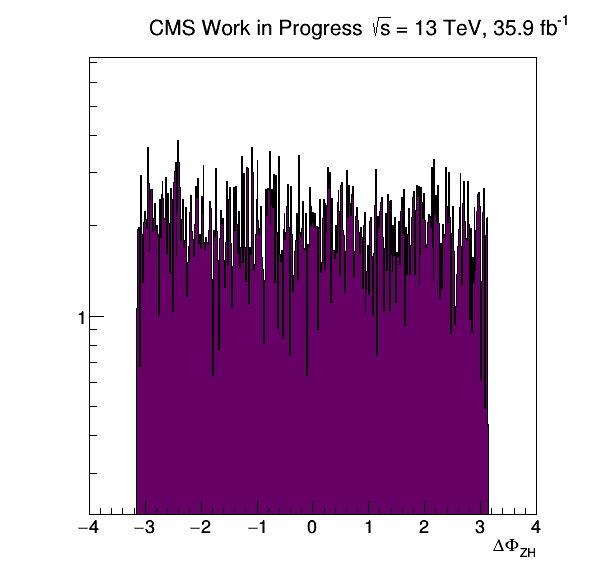 CMS Work in Progress √s = 13 TeV, 35.9 fb⁻¹
1
−4 −3 −2 −1 0 1 2 3 4
ΔΦ_ZH